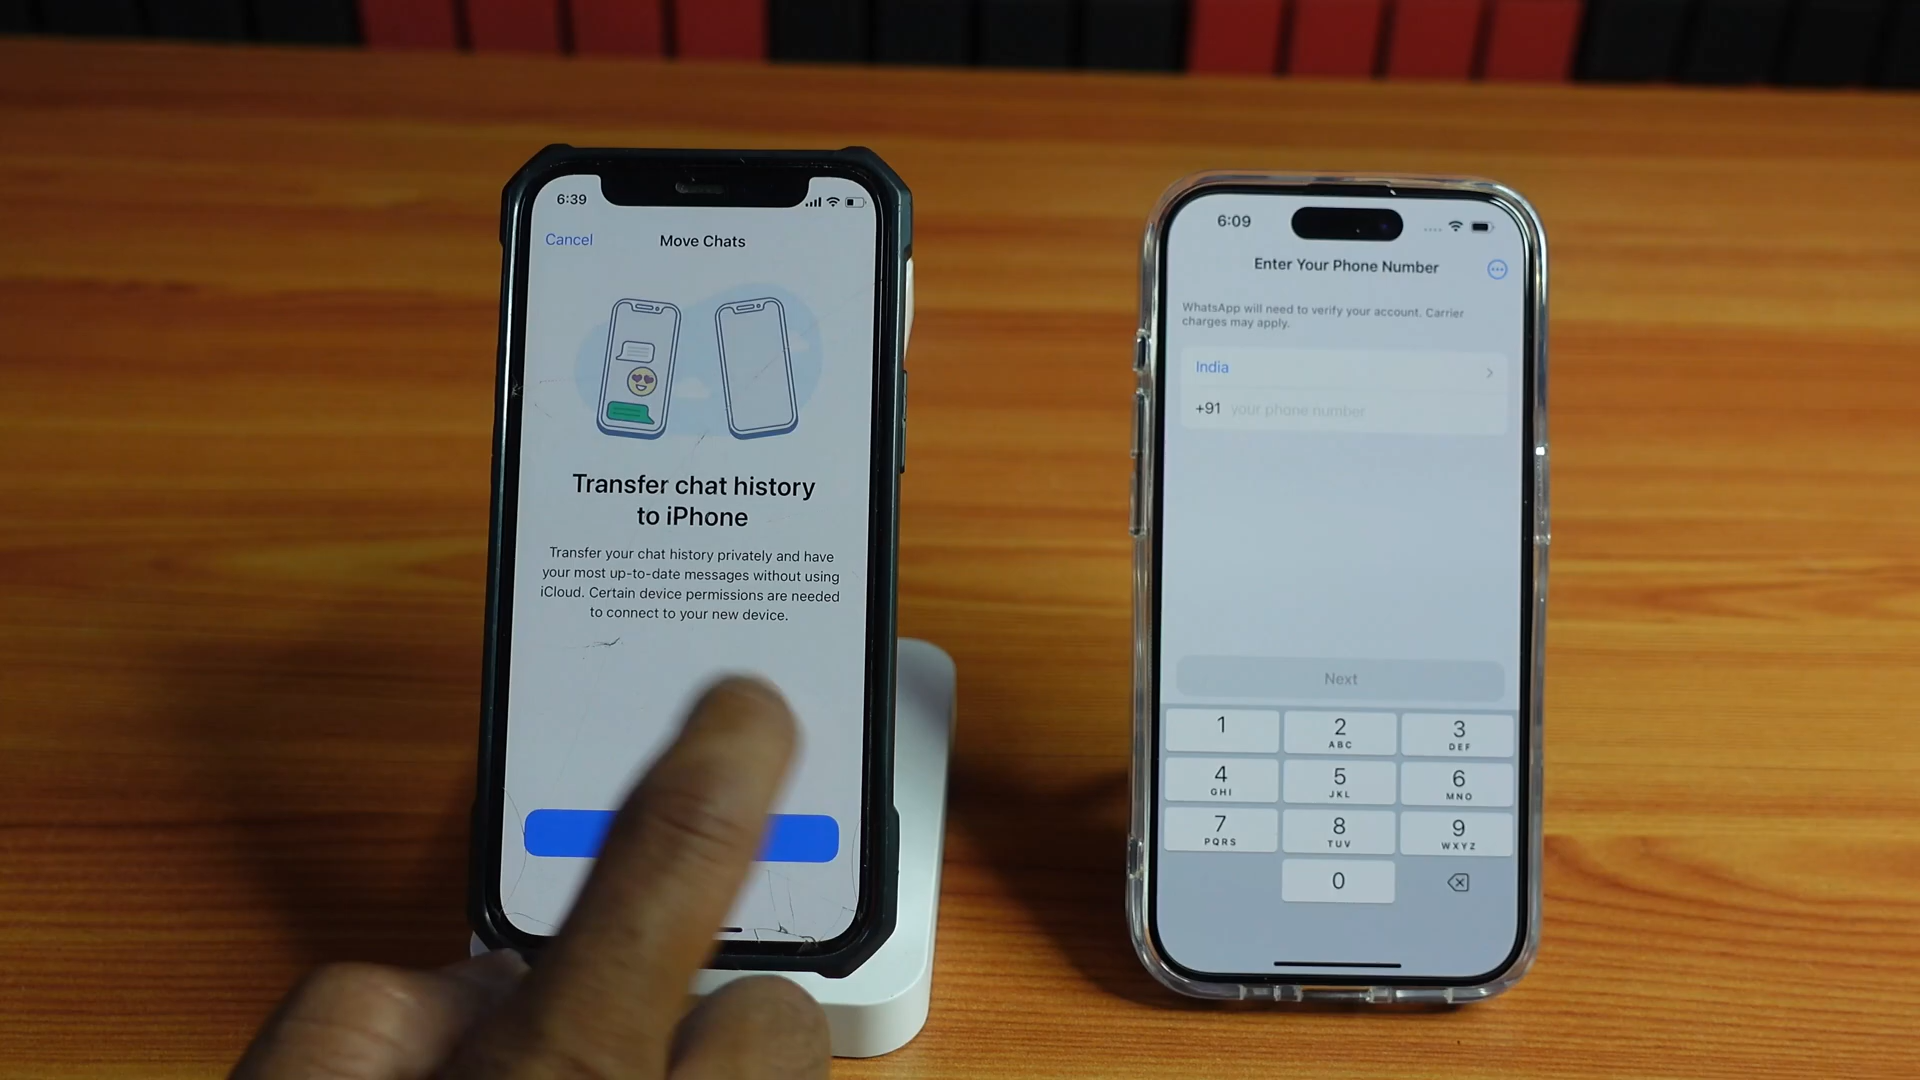 6:39
Cancel
Move Chats
Transfer chat history
to iPhone
Transfer your chat history privately and have
your most up-to-date messages without using
iCloud. Certain device permissions are needed
to connect to your new device.
6:09
Enter Your Phone Number
WhatsApp will need to verify your account. Carrier
charges may apply.
India
+91 your phone number
Next
1 2 3
ABC DEF
4 5 6
GHI JKL MNO
7 8 9
PQRS TUV WXYZ
0